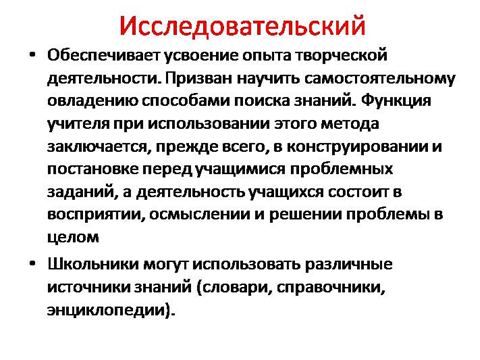 Исследовательский
• Обеспечивает усвоение опыта творческой
деятельности. Призван научить самостоятельному
овладению способами поиска знаний. Функция
учителя при использовании этого метода
заключается, прежде всего, в конструировании и
постановке перед учащимися проблемных
заданий, а деятельность учащихся состоит в
восприятии, осмыслении и решении проблемы в
целом
• Школьники могут использовать различные
источники знаний (словари, справочники,
энциклопедии).